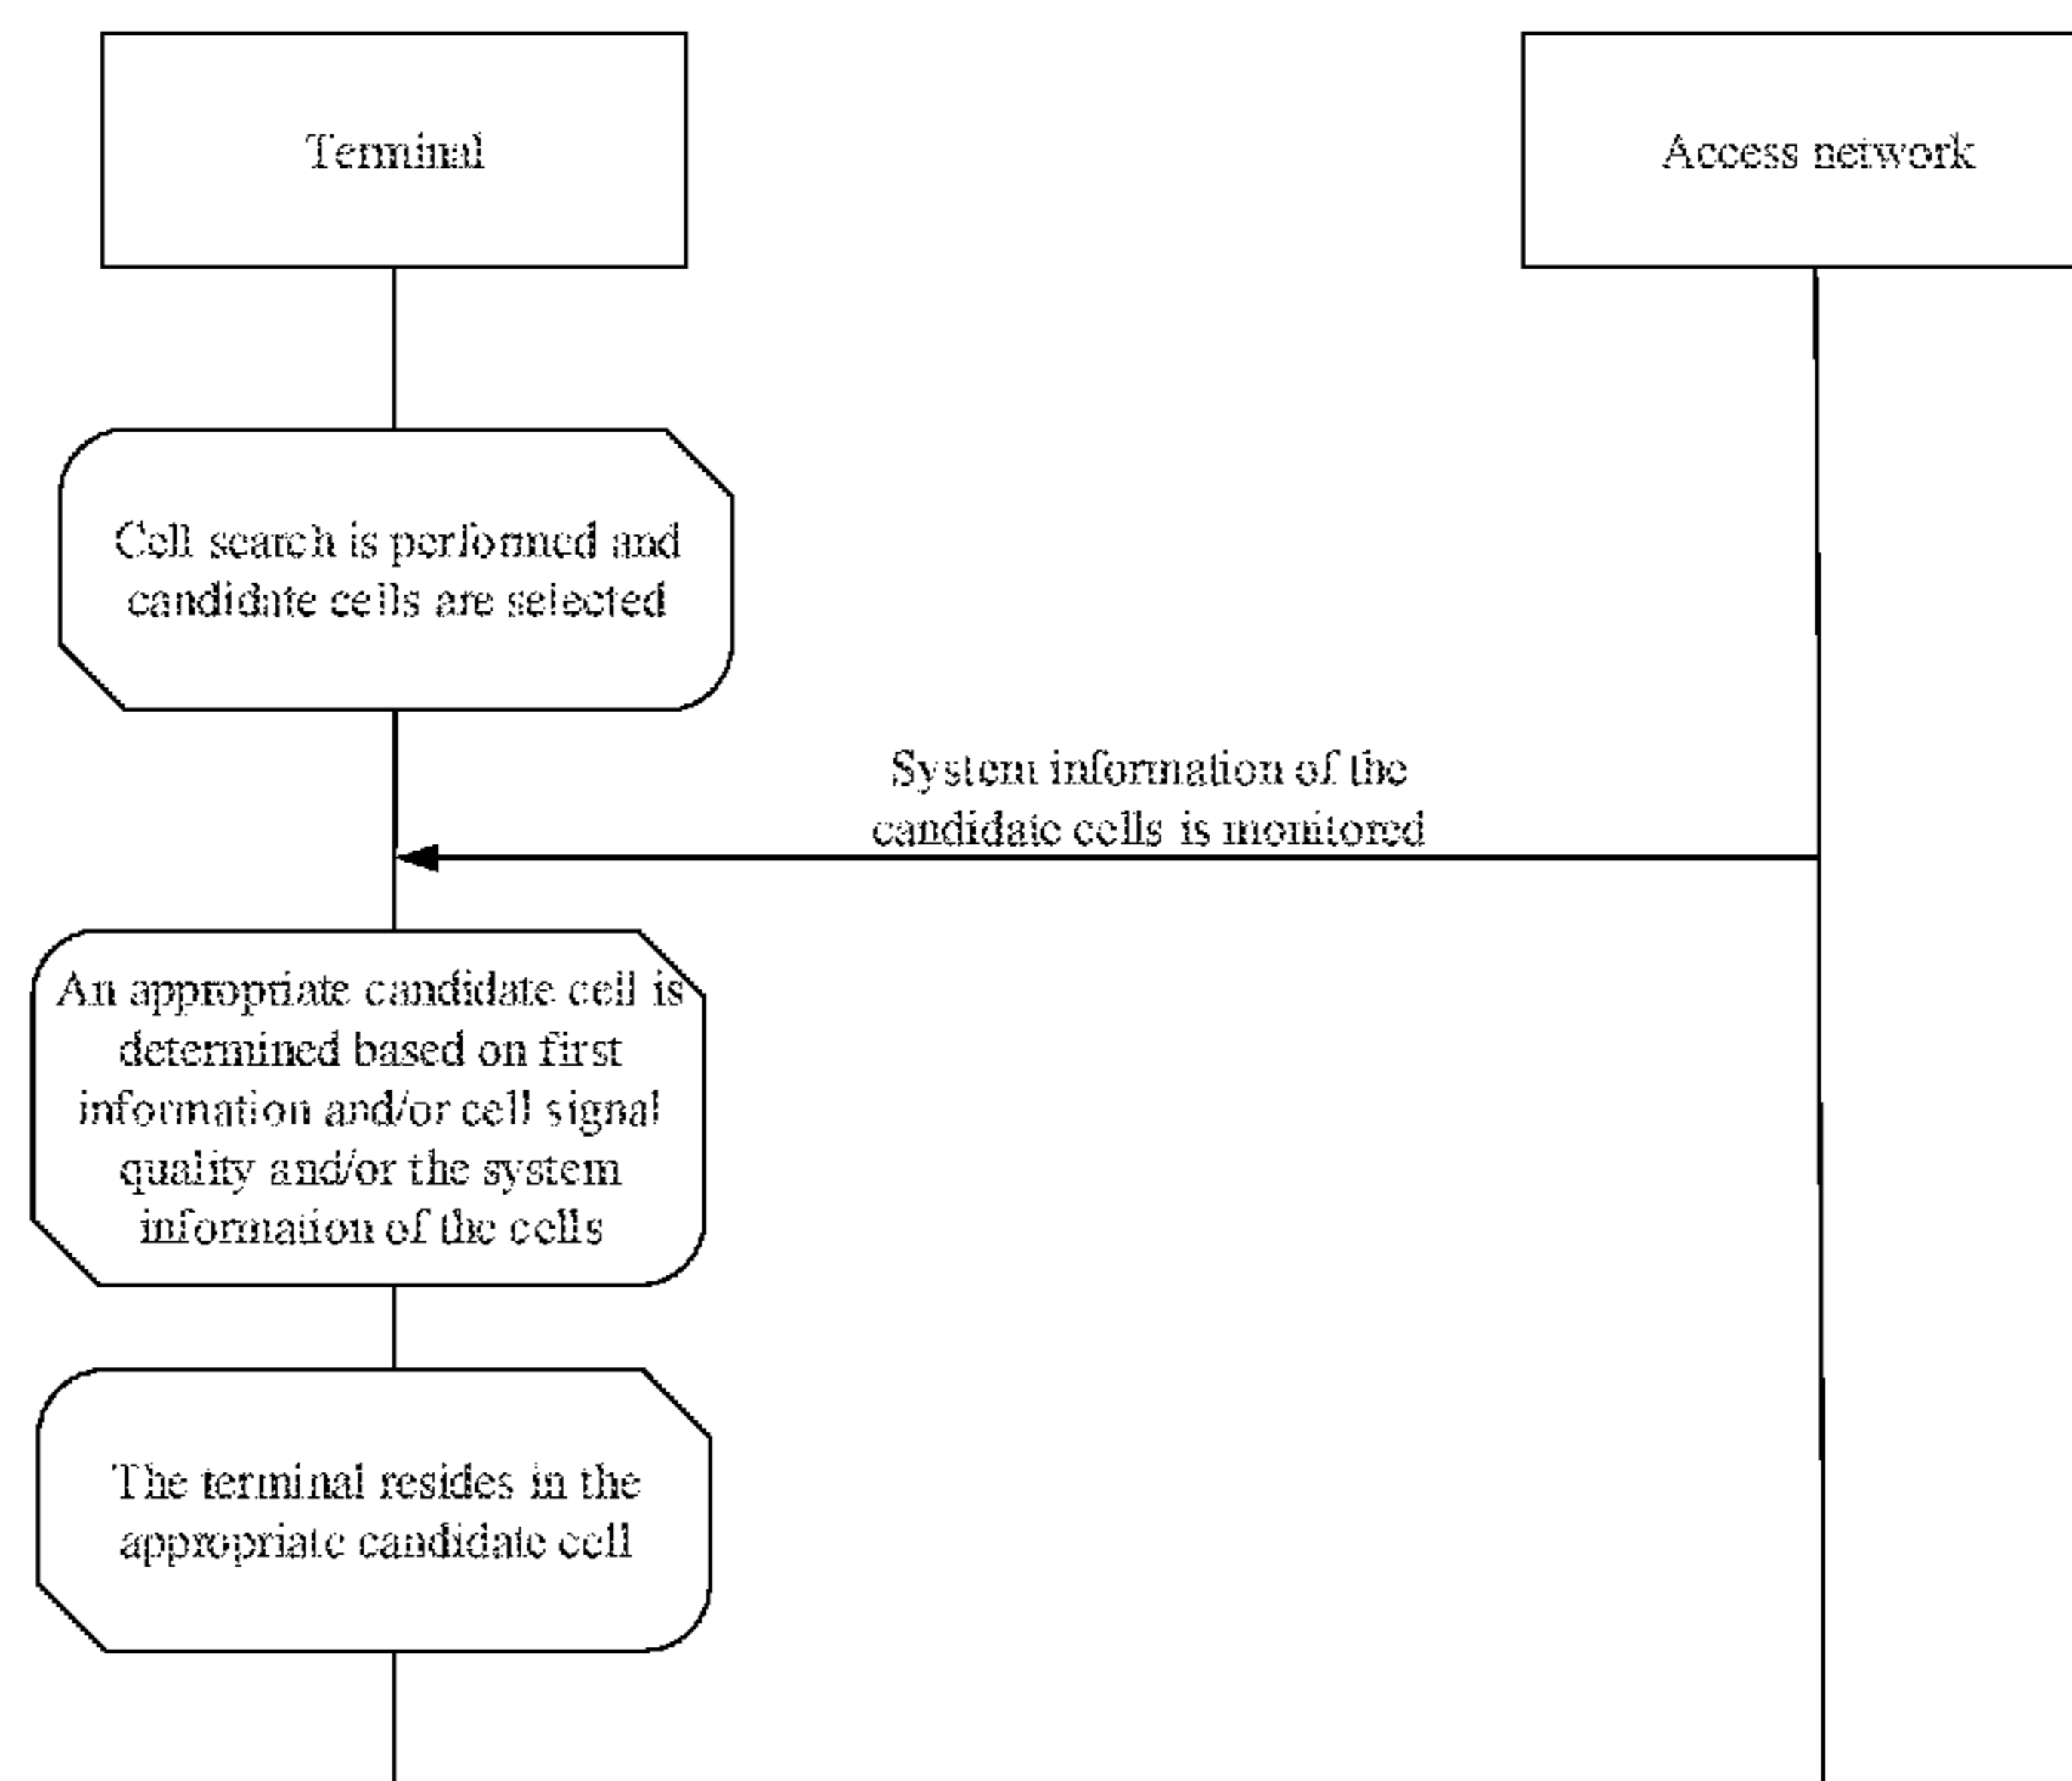 Terminal
Access network
Cell search is performed and
candidate cells are selected
System information of the
candidate cells is monitored
An appropriate candidate cell is
determined based on first
information and/or cell signal
quality and/or the system
information of the cells
The terminal resides in the
appropriate candidate cell